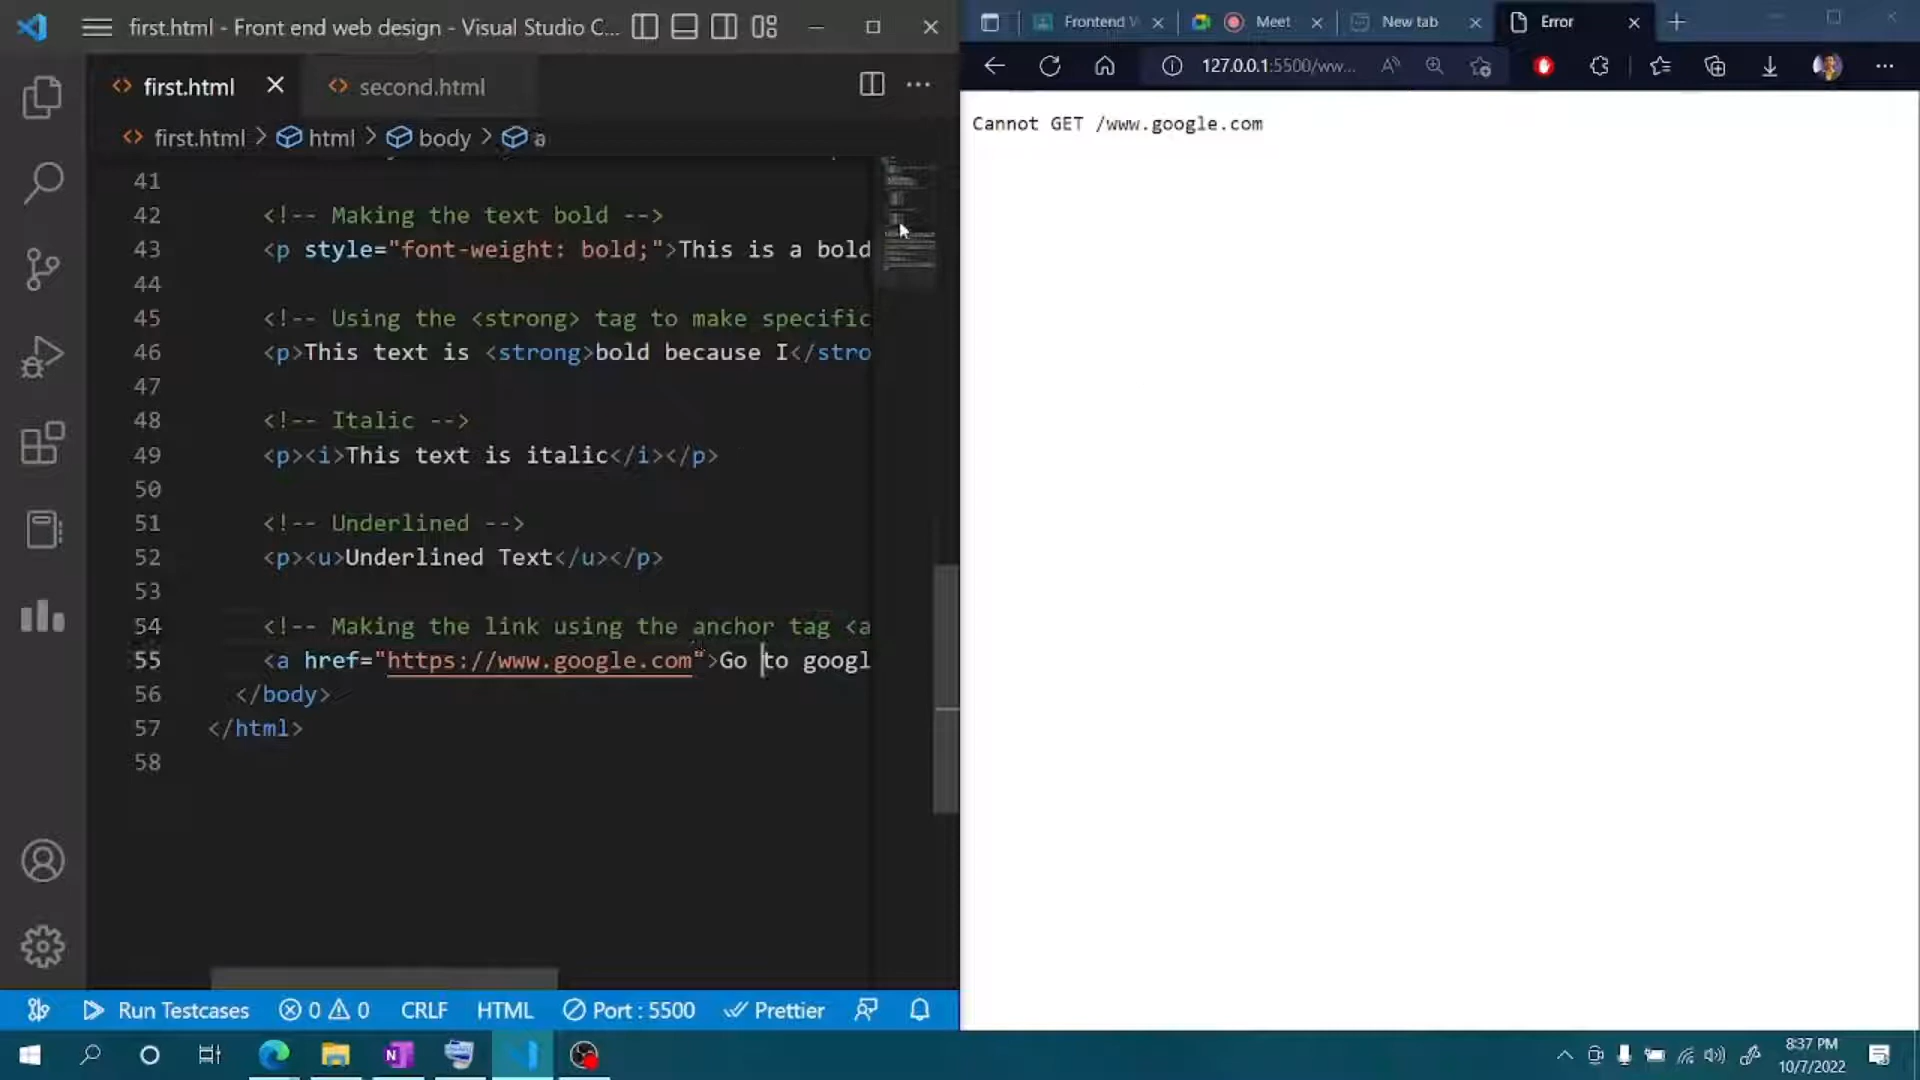 first.html - Front end web design - Visual Studio C...
first.html
second.html
first.html > html > body > a
41
42 <!-- Making the text bold -->
43 <p style="font-weight: bold;">This is a bold
44
45 <!-- Using the <strong> tag to make specific
46 <p>This text is <strong>bold because I</stro
47
48 <!-- Italic -->
49 <p><i>This text is italic</i></p>
50
51 <!-- Underlined -->
52 <p><u>Underlined Text</u></p>
53
54 <!-- Making the link using the anchor tag <a
55 <a href="https://www.google.com">Go to googl
56 </body>
57 </html>
58
Run Testcases 0 0 CRLF HTML Port : 5500 Prettier
Frontend Meet New tab Error
127.0.0.1:5500/ww...
Cannot GET /www.google.com
8:37 PM
10/7/2022